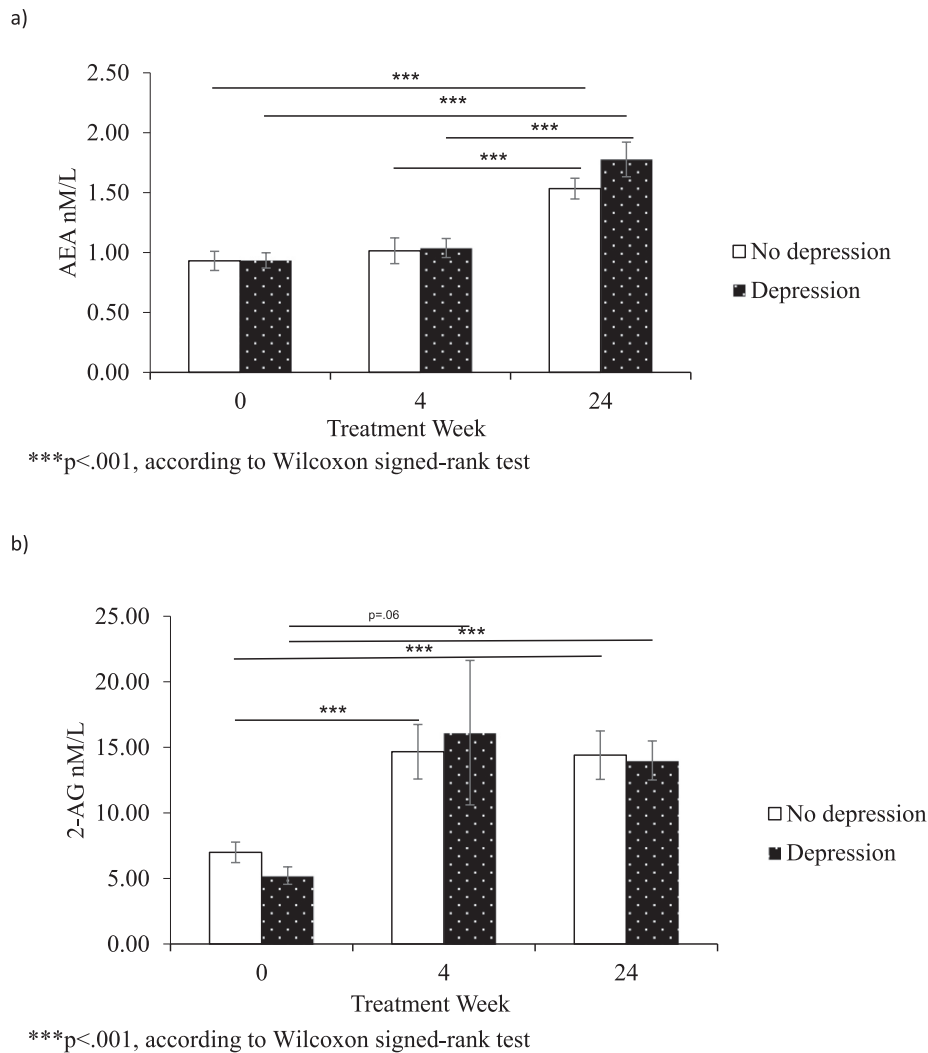 a)
***
2.50
***
2.00
***
***
1.50
AEA nM/L
1.00
No depression
Depression
0.50
0.00
0 4 24
Treatment Week
***p<.001, according to Wilcoxon signed-rank test
b)
25.00
p=.06
***
***
20.00
***
15.00
2-AG nM/L
10.00
No depression
Depression
5.00
0.00
0 4 24
Treatment Week
***p<.001, according to Wilcoxon signed-rank test